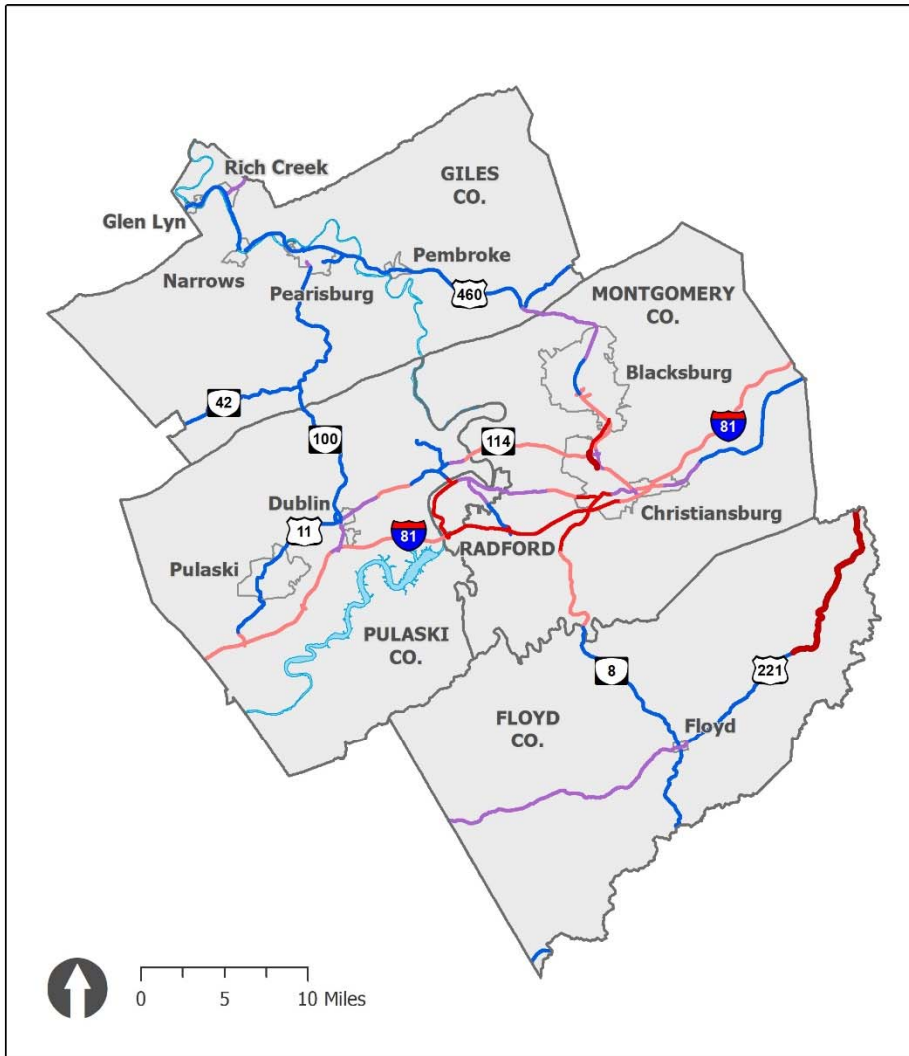 Rich Creek
GILES
CO.
Glen Lyn
Pembroke
Narrows
Pearisburg
460
MONTGOMERY
CO.
Blacksburg
42
81
100
114
Dublin
Christiansburg
11
81
RADFORD
Pulaski
PULASKI
CO.
8
221
FLOYD
CO.
Floyd
0 5 10 Miles